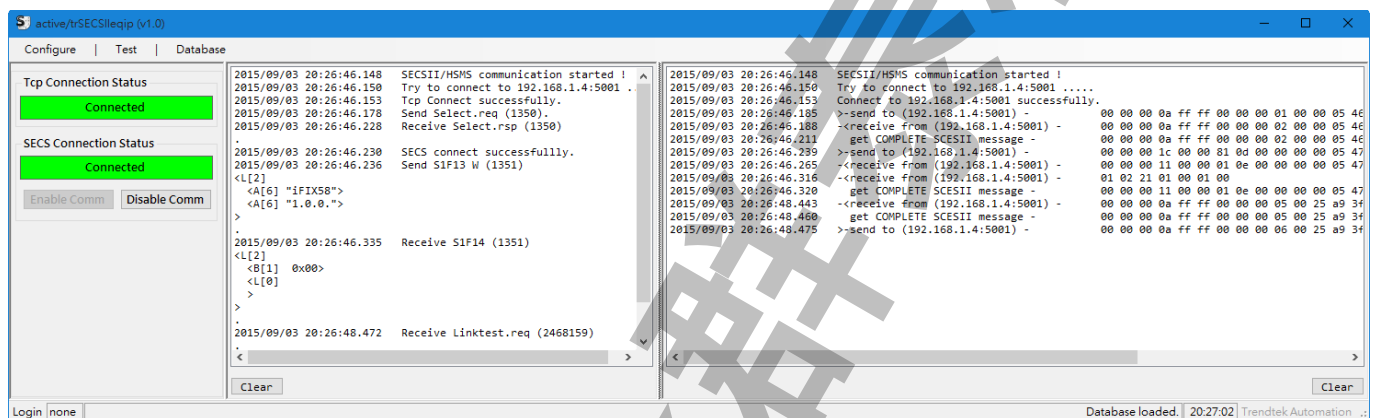 active/trSECSIIeqip (v1.0)
Configure | Test | Database
Tcp Connection Status
Connected
SECS Connection Status
Connected
Enable Comm Disable Comm
2015/09/03 20:26:46.148 SECSII/HSMS communication started !
2015/09/03 20:26:46.150 Try to connect to 192.168.1.4:5001 ..
2015/09/03 20:26:46.153 Tcp Connect successfully.
2015/09/03 20:26:46.178 Send Select.req (1350).
2015/09/03 20:26:46.228 Receive Select.rsp (1350)
.
2015/09/03 20:26:46.230 SECS connect successfullly.
2015/09/03 20:26:46.236 Send S1F13 W (1351)
<L[2]
<A[6] "iFIX58">
<A[6] "1.0.0.">
>
.
2015/09/03 20:26:46.335 Receive S1F14 (1351)
<L[2]
<B[1] 0x00>
<L[0]
>
>
.
2015/09/03 20:26:48.472 Receive Linktest.req (2468159)
.
Clear
2015/09/03 20:26:46.148 SECSII/HSMS communication started !
2015/09/03 20:26:46.150 Try to connect to 192.168.1.4:5001 .....
2015/09/03 20:26:46.153 Connect to 192.168.1.4:5001 successfully.
2015/09/03 20:26:46.185 >-send to (192.168.1.4:5001) - 00 00 00 0a ff ff 00 00 00 01 00 00 05 46
2015/09/03 20:26:46.188 -<receive from (192.168.1.4:5001) - 00 00 00 0a ff ff 00 00 00 02 00 00 05 46
2015/09/03 20:26:46.211 get COMPLETE SCESII message - 00 00 00 0a ff ff 00 00 00 02 00 00 05 46
2015/09/03 20:26:46.239 >-send to (192.168.1.4:5001) - 00 00 00 1c 00 00 81 0d 00 00 00 00 05 47
2015/09/03 20:26:46.265 -<receive from (192.168.1.4:5001) - 00 00 00 11 00 00 01 0e 00 00 00 00 05 47
2015/09/03 20:26:46.316 -<receive from (192.168.1.4:5001) - 01 02 21 01 00 01 00
2015/09/03 20:26:46.320 get COMPLETE SCESII message - 00 00 00 11 00 00 01 0e 00 00 00 00 05 47
2015/09/03 20:26:48.443 -<receive from (192.168.1.4:5001) - 00 00 00 0a ff ff 00 00 00 05 00 25 a9 3f
2015/09/03 20:26:48.460 get COMPLETE SCESII message - 00 00 00 0a ff ff 00 00 00 05 00 25 a9 3f
2015/09/03 20:26:48.475 >-send to (192.168.1.4:5001) - 00 00 00 0a ff ff 00 00 00 06 00 25 a9 3f
Clear
Login none
Database loaded. 20:27:02 Trendtek Automation